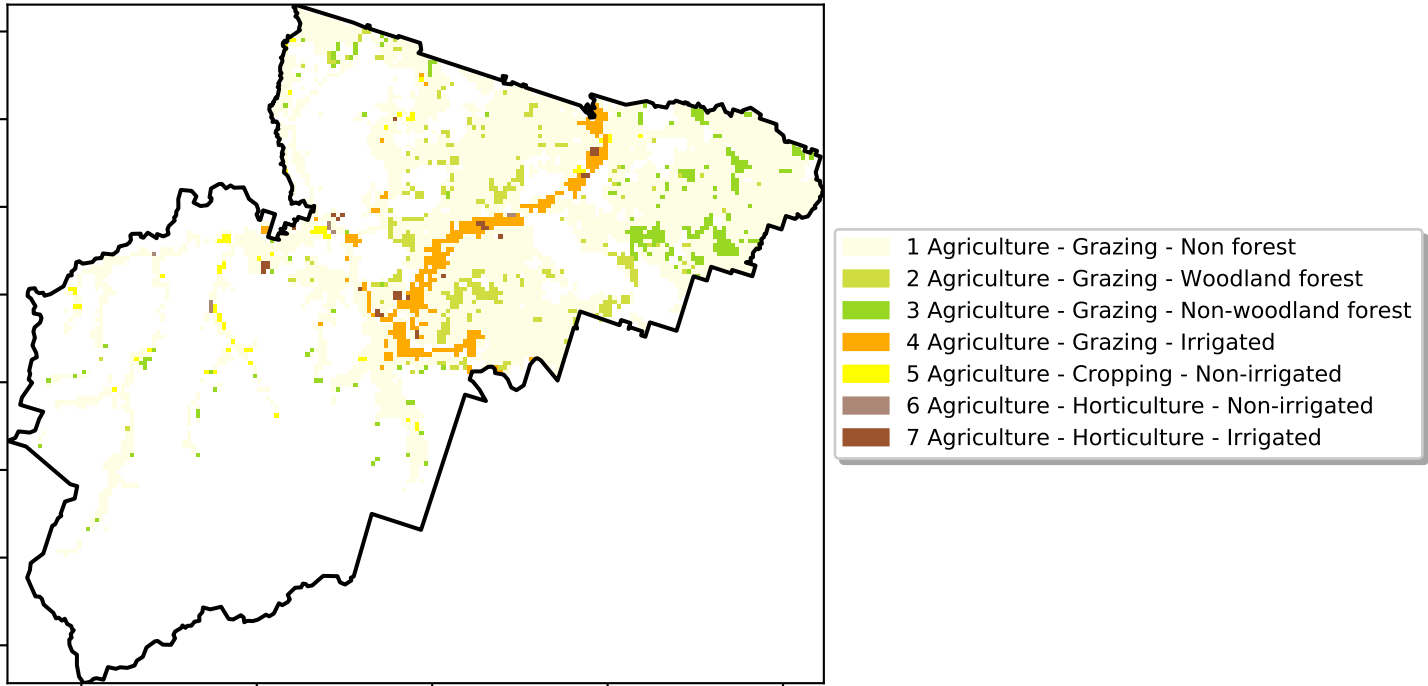 1 Agriculture - Grazing - Non forest
2 Agriculture - Grazing - Woodland forest
3 Agriculture - Grazing - Non-woodland forest
4 Agriculture - Grazing - Irrigated
5 Agriculture - Cropping - Non-irrigated
6 Agriculture - Horticulture - Non-irrigated
7 Agriculture - Horticulture - Irrigated